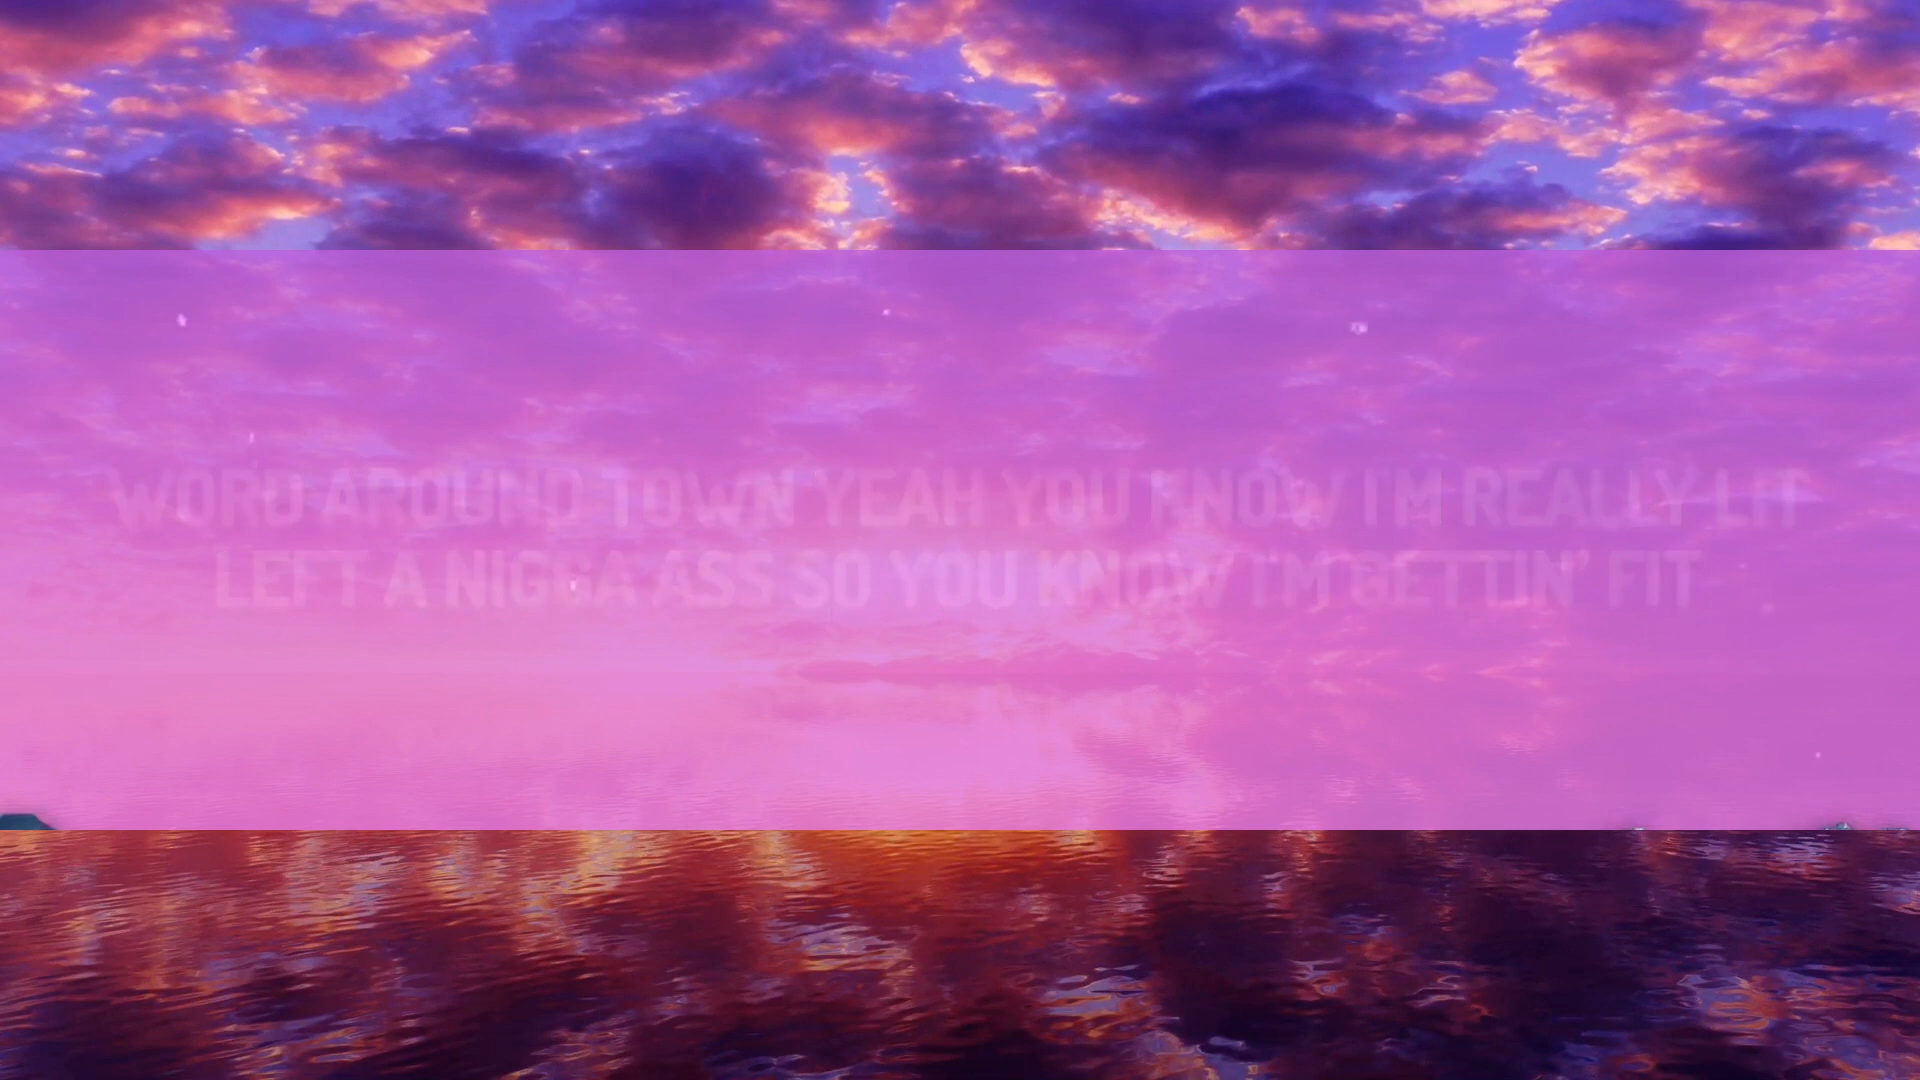 WORD AROUND TOWN YEAH YOU KNOW I'M REALLY LIT
LEFT A NIGGA ASS SO YOU KNOW I'M GETTIN' FIT